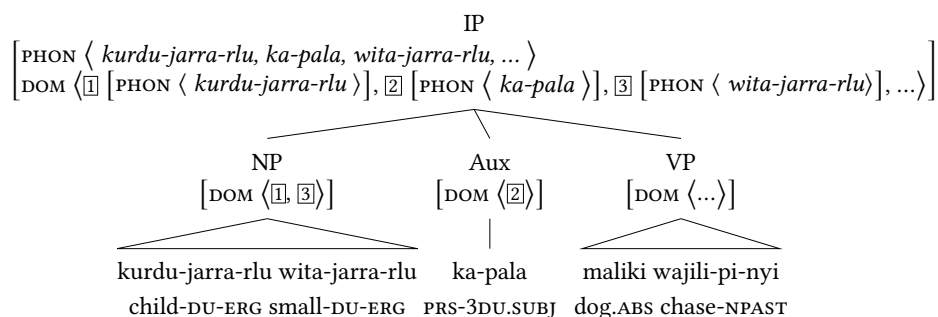 IP
[PHON ⟨ kurdu-jarra-rlu, ka-pala, wita-jarra-rlu, ... ⟩
DOM ⟨1 [PHON ⟨ kurdu-jarra-rlu ⟩], 2 [PHON ⟨ ka-pala ⟩], 3 [PHON ⟨ wita-jarra-rlu⟩], ...⟩]
NP Aux VP
[DOM ⟨1, 3⟩] [DOM ⟨2⟩] [DOM ⟨...⟩]
kurdu-jarra-rlu wita-jarra-rlu ka-pala maliki wajili-pi-nyi
child-DU-ERG small-DU-ERG PRS-3DU.SUBJ dog.ABS chase-NPAST